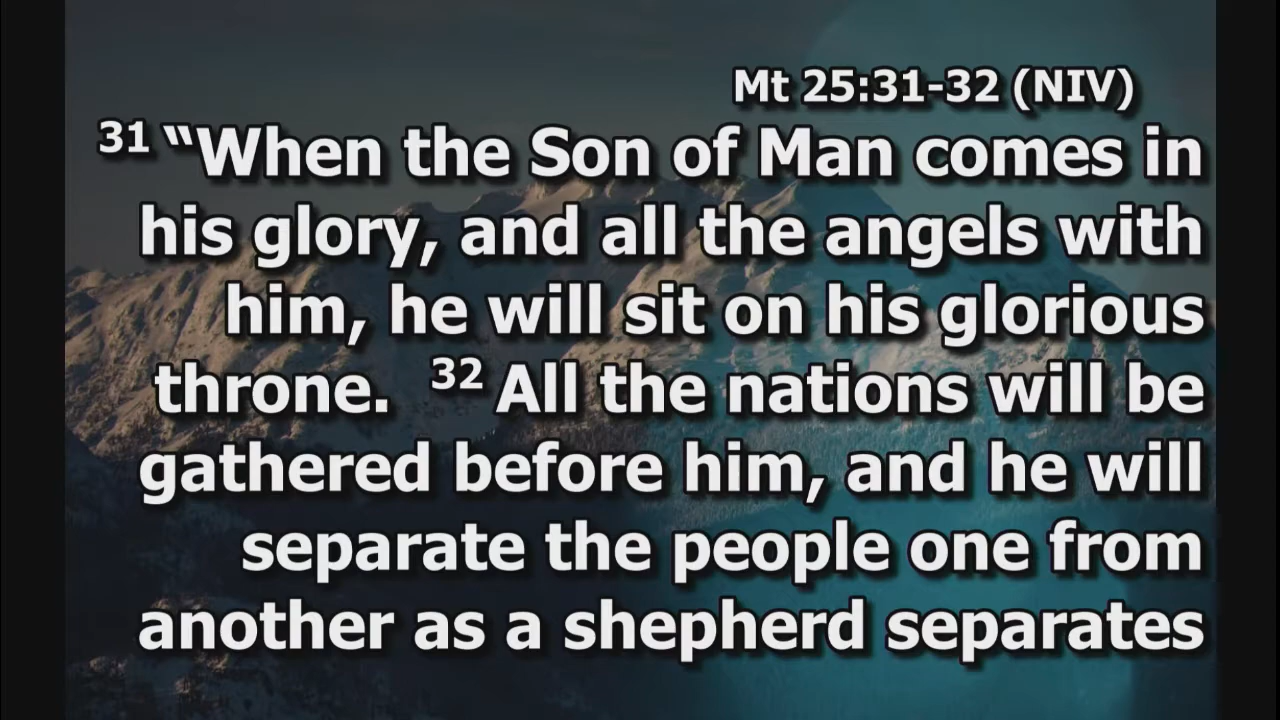 Mt 25:31-32 (NIV)
31 “When the Son of Man comes in
his glory, and all the angels with
him, he will sit on his glorious
throne. 32 All the nations will be
gathered before him, and he will
separate the people one from
another as a shepherd separates